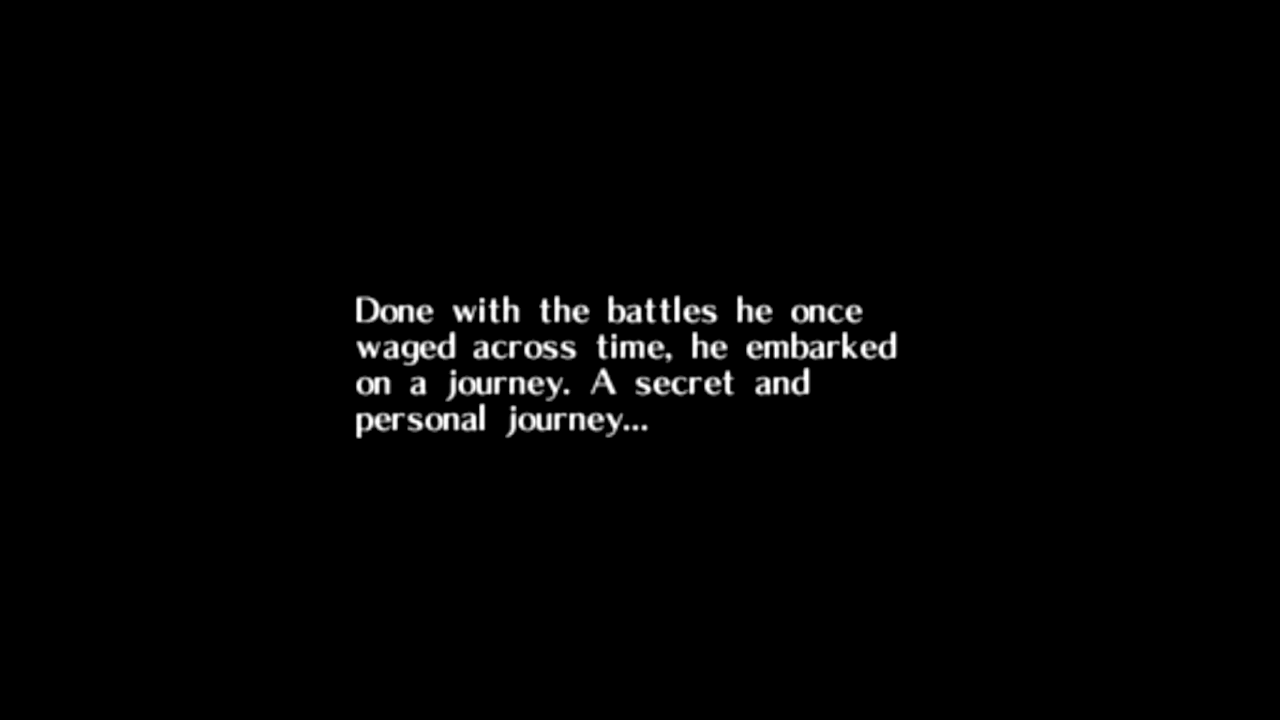 Done with the battles he once
waged across time, he embarked
on a journey. A secret and
personal journey...